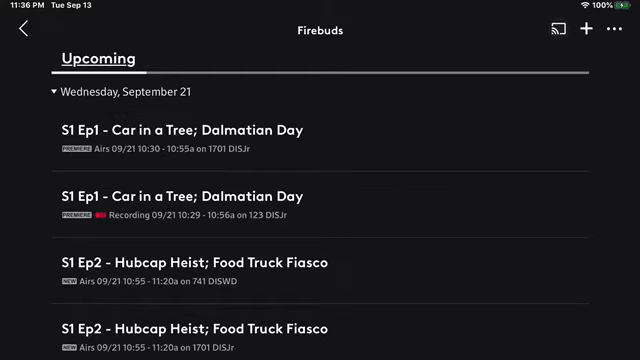 11:36 PM Tue Sep 13 100%
Firebuds
Upcoming
Wednesday, September 21
S1 Ep1 - Car in a Tree; Dalmatian Day
PREMIERE Airs 09/21 10:30 - 10:55a on 1701 DISJr
S1 Ep1 - Car in a Tree; Dalmatian Day
PREMIERE Recording 09/21 10:29 - 10:56a on 123 DISJr
S1 Ep2 - Hubcap Heist; Food Truck Fiasco
NEW Airs 09/21 10:55 - 11:20a on 741 DISWD
S1 Ep2 - Hubcap Heist; Food Truck Fiasco
NEW Airs 09/21 10:55 - 11:20a on 1701 DISJr